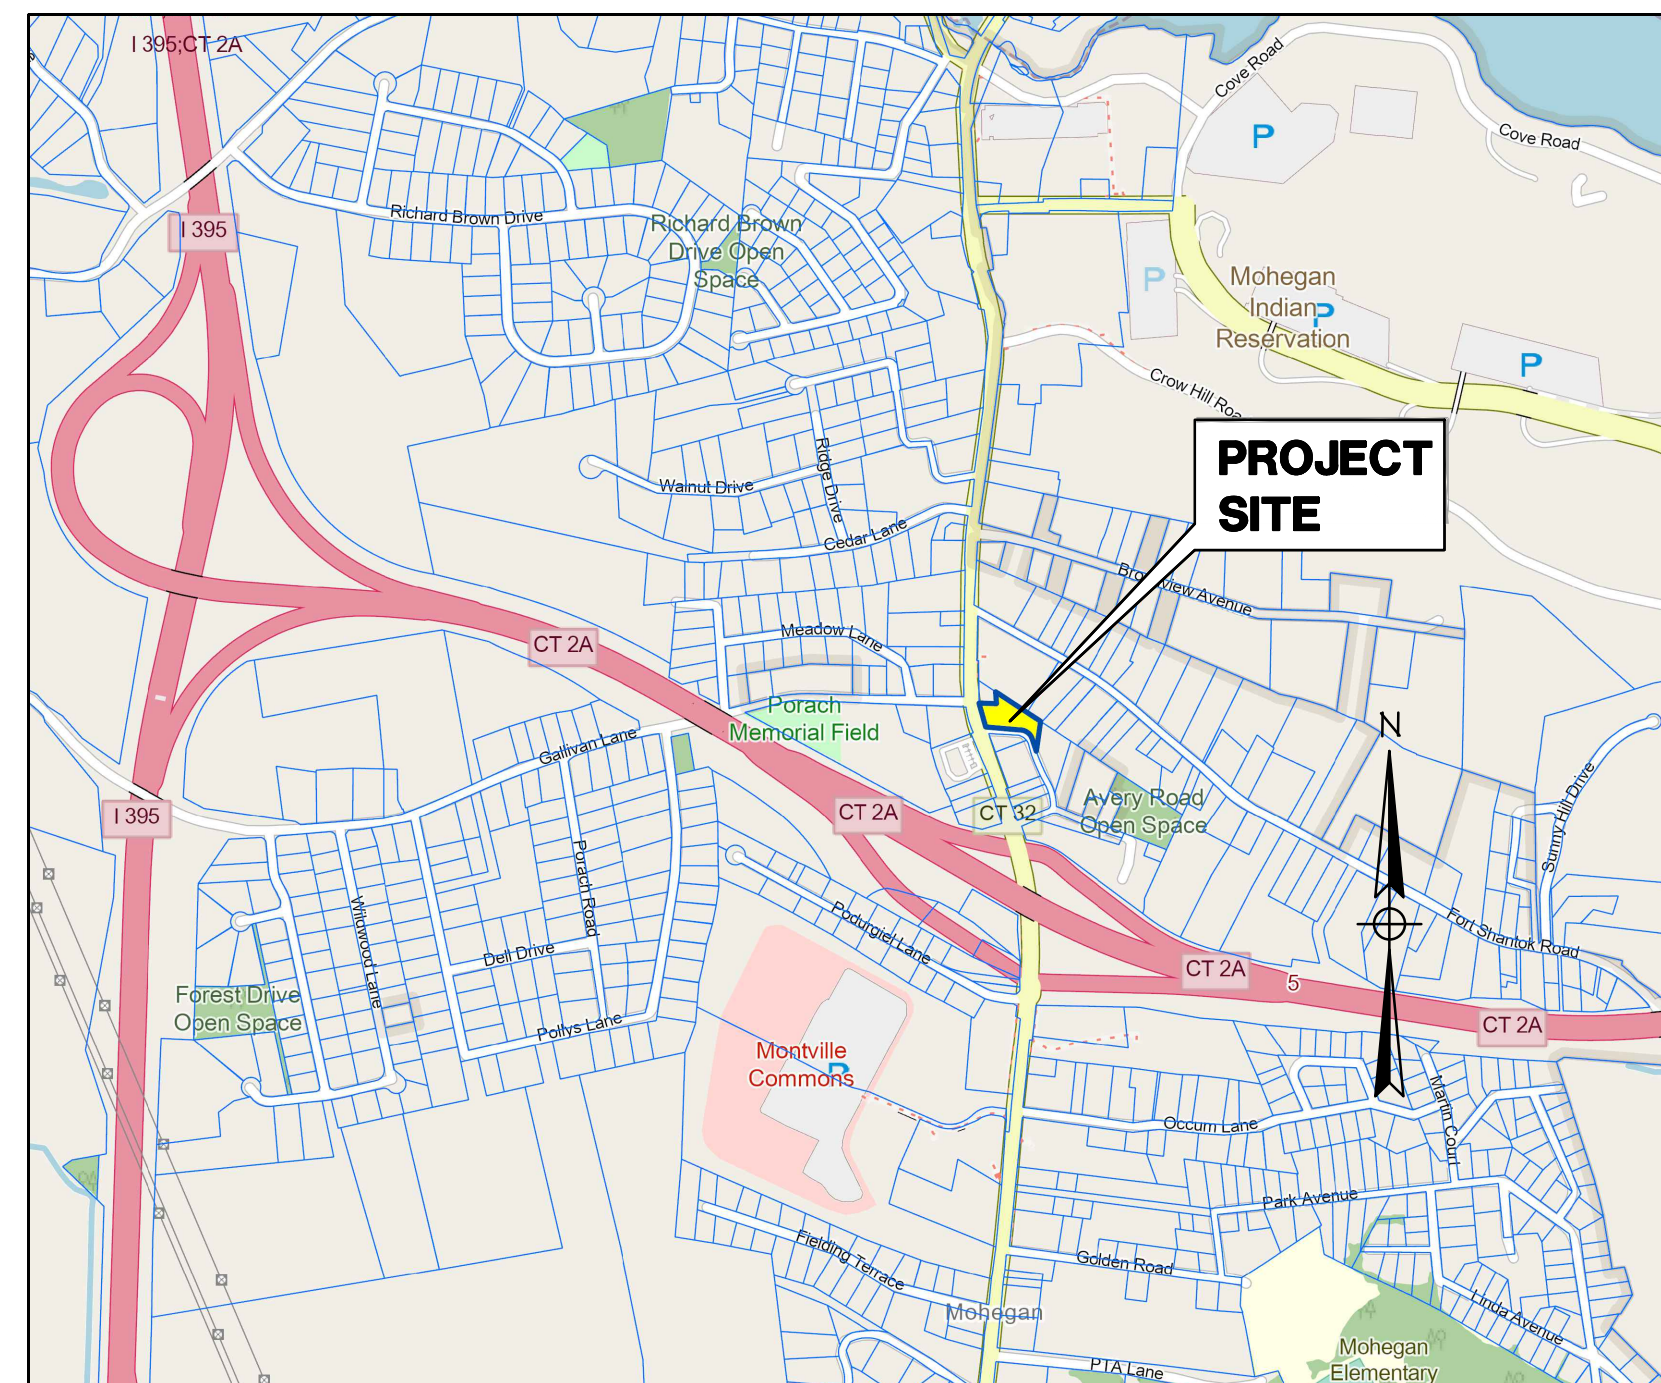 I 395;CT 2A
Cove Road
P
Cove Road
Richard Brown Drive
I 395
Richard Brown
Drive Open
Space
P
Mohegan
Indian
Reservation
P
P
Crow Hill Roa
PROJECT
SITE
Walnut Drive
Ridge Drive
Cedar Lane
Meadow Lane
CT 2A
N
Porach
Memorial Field
Gallivan Lane
Sunny Hill Drive
I 395
CT 2A
CT 32
Avery Road
Open Space
Porach Road
Wildwood Lane
Podurgiel Lane
Fort Shantok Road
Dell Drive
CT 2A
5
CT 2A
Forest Drive
Open Space
Pollys Lane
Montville
Commons
P
Martin Court
Occum Lane
Park Avenue
Fielding Terrace
Golden Road
Mohegan
Linda Avenue
Mohegan
Elementary
PTA Lane